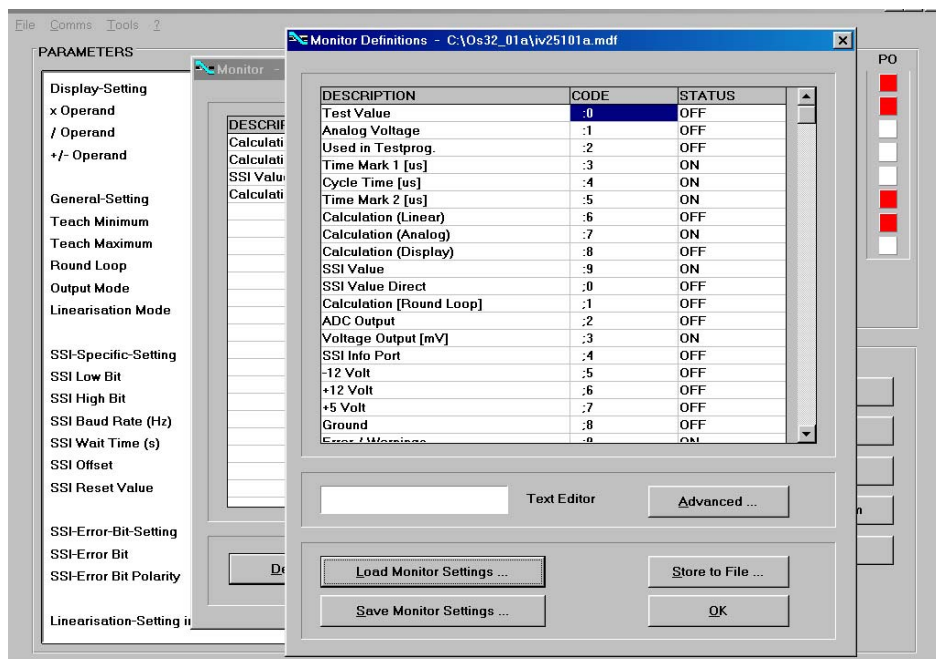 File Comms Tools ?
PARAMETERS
Display-Setting
x Operand
/ Operand
+/- Operand
General-Setting
Teach Minimum
Teach Maximum
Round Loop
Output Mode
Linearisation Mode
SSI-Specific-Setting
SSI Low Bit
SSI High Bit
SSI Baud Rate (Hz)
SSI Wait Time (s)
SSI Offset
SSI Reset Value
SSI-Error-Bit-Setting
SSI-Error Bit
SSI-Error Bit Polarity
Linearisation-Setting
Monitor -
DESCRIP
Calculati
Calculati
SSI Valu
Calculati
De
Monitor Definitions - C:\Os32_01a\iv25101a.mdf
DESCRIPTION CODE STATUS
Test Value :0 OFF
Analog Voltage :1 OFF
Used in Testprog. :2 OFF
Time Mark 1 [us] :3 ON
Cycle Time [us] :4 ON
Time Mark 2 [us] :5 ON
Calculation (Linear) :6 OFF
Calculation (Analog) :7 ON
Calculation (Display) :8 OFF
SSI Value :9 ON
SSI Value Direct ;0 OFF
Calculation [Round Loop] ;1 OFF
ADC Output ;2 OFF
Voltage Output [mV] ;3 ON
SSI Info Port ;4 OFF
-12 Volt ;5 OFF
+12 Volt ;6 OFF
+5 Volt ;7 OFF
Ground ;8 OFF
Error / Warnings ;9 ON
Text Editor
Advanced ...
Load Monitor Settings ...
Store to File ...
Save Monitor Settings ...
OK
PO